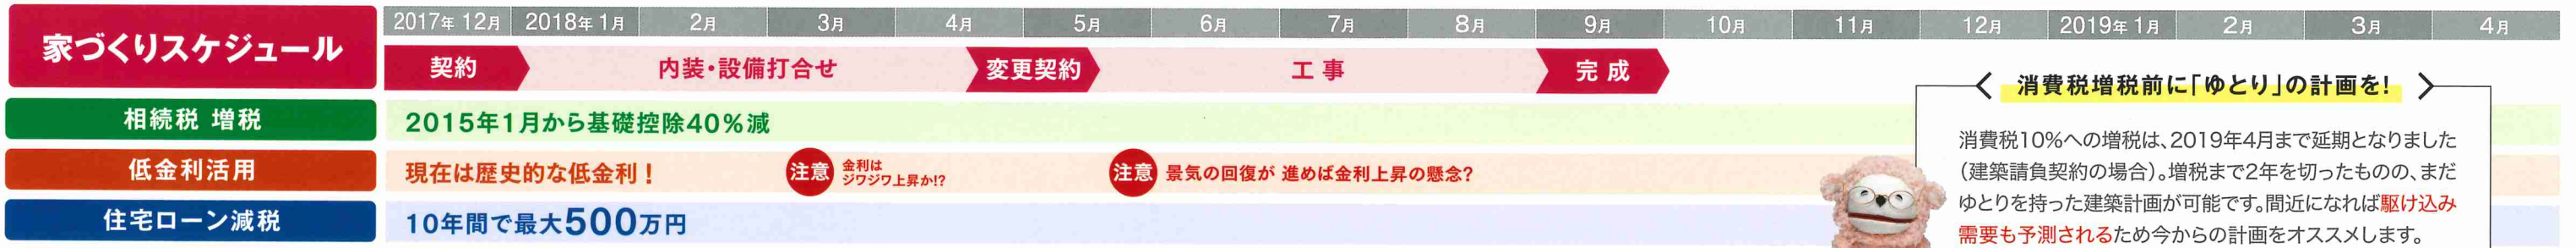 家づくりスケジュール
2017年 12月 2018年 1月 2月 3月 4月 5月 6月 7月 8月 9月 10月 11月 12月 2019年 1月 2月 3月 4月
契約 内装・設備打合せ 変更契約 工事 完成
相続税 増税
2015年1月から基礎控除40%減
低金利活用
現在は歴史的な低金利！
注意 金利は
ジワジワ上昇か!?
注意 景気の回復が 進めば金利上昇の懸念?
住宅ローン減税
10年間で最大500万円
消費税増税前に「ゆとり」の計画を!
消費税10%への増税は、2019年4月まで延期となりました
（建築請負契約の場合）。増税まで2年を切ったものの、まだ
ゆとりを持った建築計画が可能です。間近になれば駆け込み
需要も予測されるため今からの計画をオススメします。